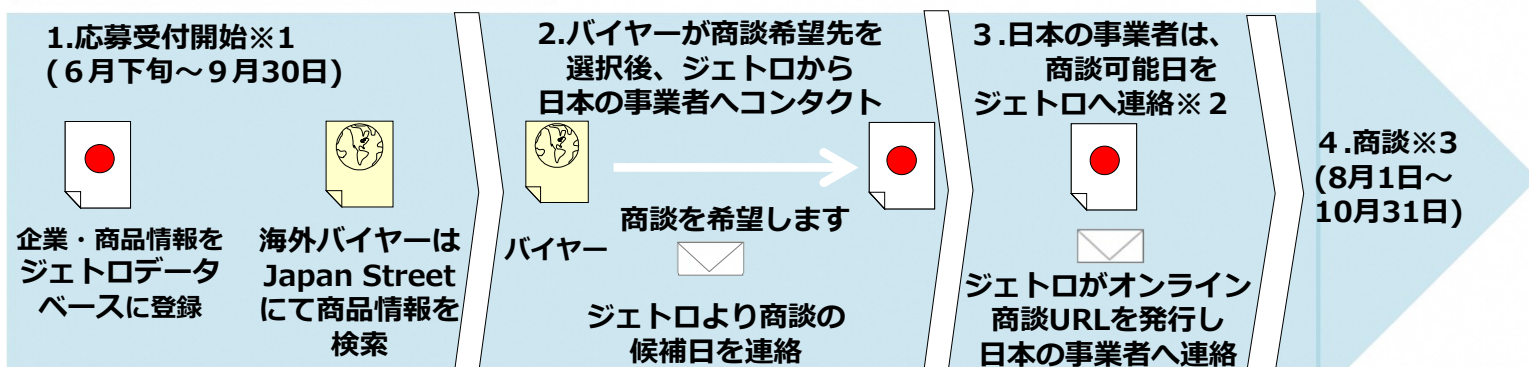 1.応募受付開始※1
(６月下旬～９月30日)
企業・商品情報を
ジェトロデータ
ベースに登録
海外バイヤーは
Japan Street
にて商品情報を
検索
2.バイヤーが商談希望先を
選択後、ジェトロから
日本の事業者へコンタクト
バイヤー
商談を希望します
ジェトロより商談の
候補日を連絡
３.日本の事業者は、
商談可能日を
ジェトロへ連絡※２
ジェトロがオンライン
商談URLを発行し
日本の事業者へ連絡
４.商談※3
(8月1日～
10月31日)